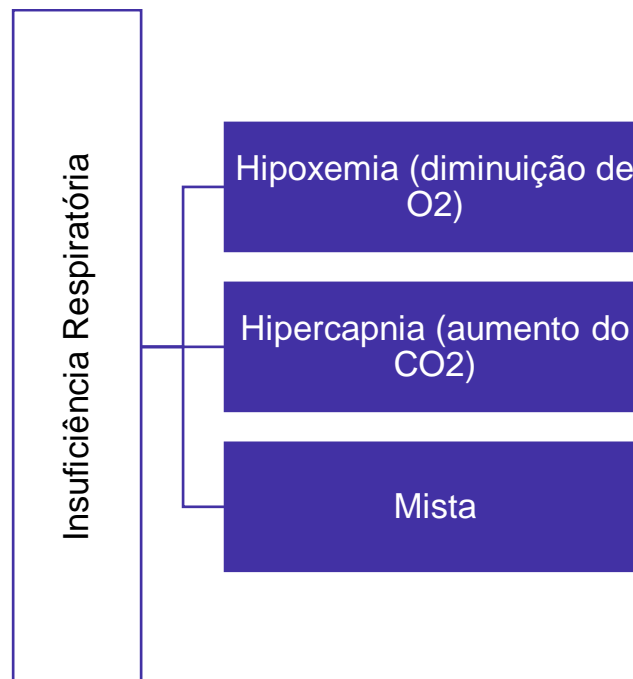 Insuficiência Respiratória
Hipoxemia (diminuição de
O2)
Hipercapnia (aumento do
CO2)
Mista